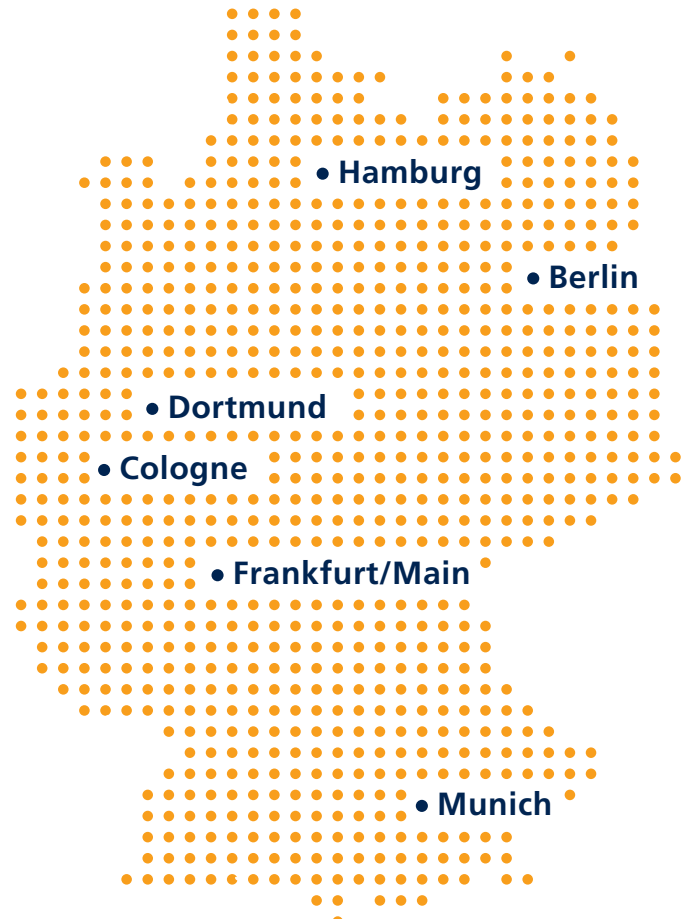 Hamburg
Berlin
Dortmund
Cologne
Frankfurt/Main
Munich